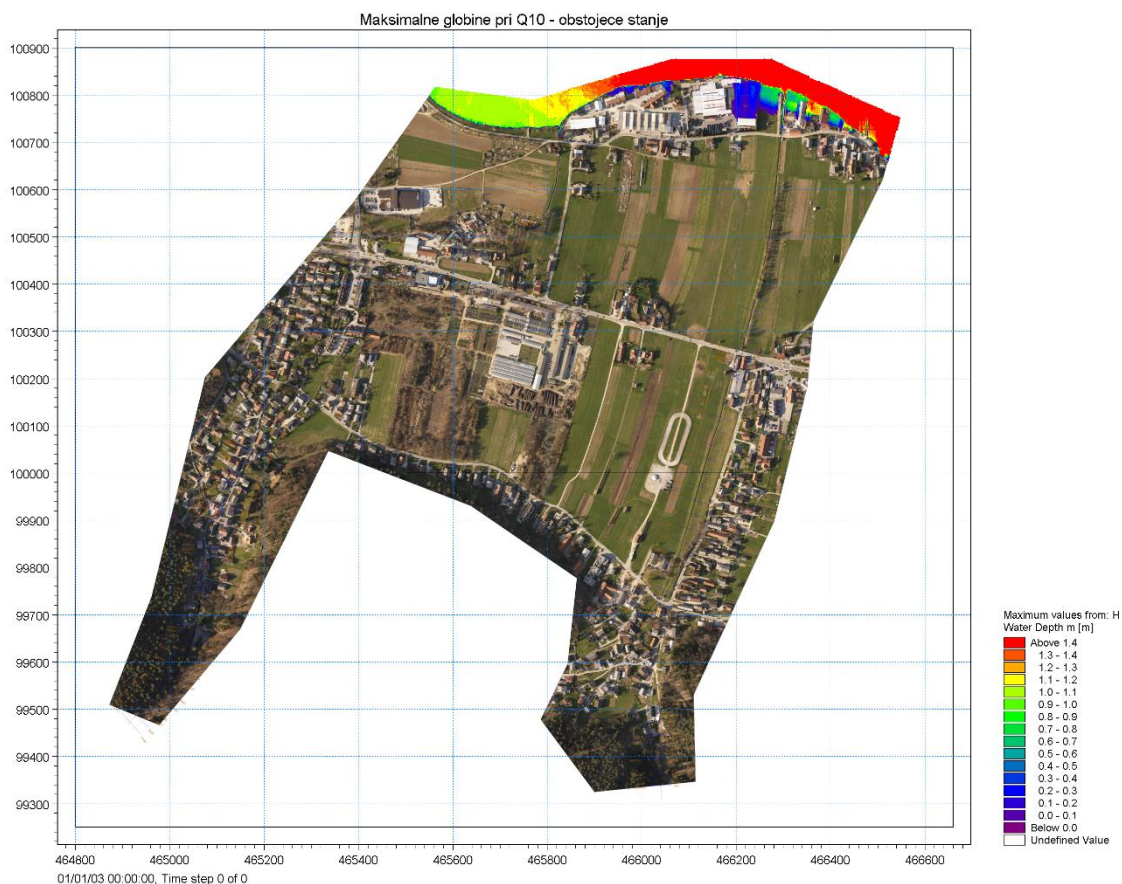 Maksimalne globine pri Q10 - obstojece stanje
100900
100800
100700
100600
100500
100400
100300
100200
100100
100000
99900
99800
99700
99600
99500
99400
99300
464800 465000 465200 465400 465600 465800 466000 466200 466400 466600
01/01/03 00:00:00, Time step 0 of 0
Maximum values from: H
Water Depth m [m]
Above 1.4
1.3 - 1.4
1.2 - 1.3
1.1 - 1.2
1.0 - 1.1
0.9 - 1.0
0.8 - 0.9
0.7 - 0.8
0.6 - 0.7
0.5 - 0.6
0.4 - 0.5
0.3 - 0.4
0.2 - 0.3
0.1 - 0.2
0.0 - 0.1
Below 0.0
Undefined Value